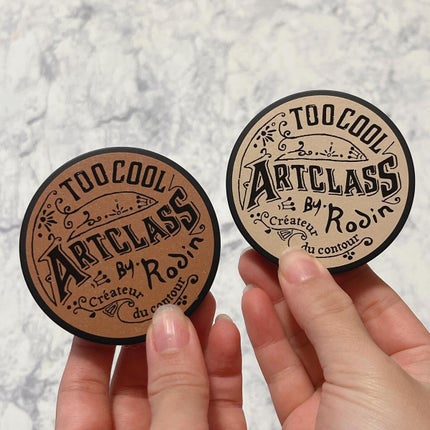 TOO COOL
ARTCLASS
By. Rodin
Créateur
du contour
TOO COOL
ARTCLASS
By. Rodin
Créateur
du contour